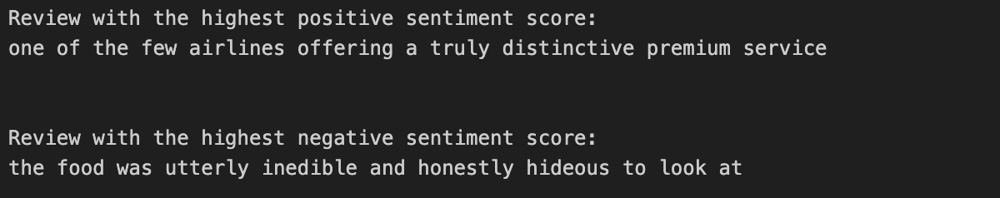 Review with the highest positive sentiment score:
one of the few airlines offering a truly distinctive premium service
Review with the highest negative sentiment score:
the food was utterly inedible and honestly hideous to look at